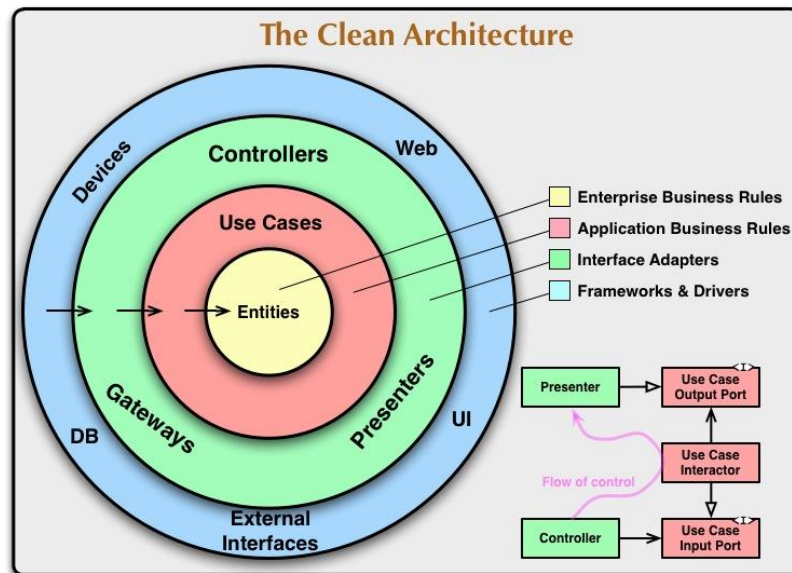 The Clean Architecture
Devices
Web
Controllers
Use Cases
Entities
Gateways
Presenters
DB
UI
External
Interfaces
Enterprise Business Rules
Application Business Rules
Interface Adapters
Frameworks & Drivers
Presenter
<I>
Use Case
Output Port
Use Case
Interactor
Flow of control
Controller
<I>
Use Case
Input Port